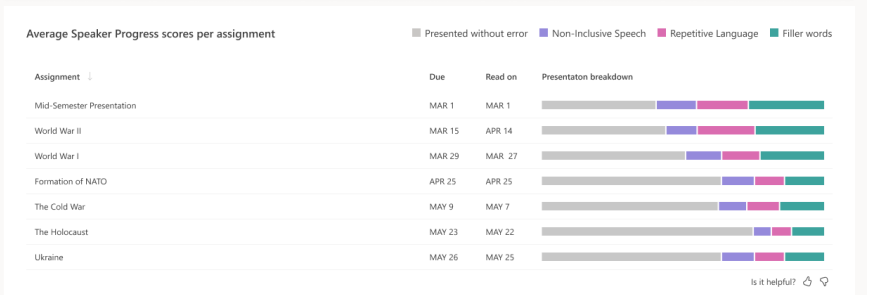 Average Speaker Progress scores per assignment Presented without error Non-Inclusive Speech Repetitive Language Filler words
Assignment ↓ Due Read on Presentaton breakdown
Mid-Semester Presentation MAR 1 MAR 1
World War II MAR 15 APR 14
World War I MAR 29 MAR 27
Formation of NATO APR 25 APR 25
The Cold War MAY 9 MAY 7
The Holocaust MAY 23 MAY 22
Ukraine MAY 26 MAY 25
Is it helpful?